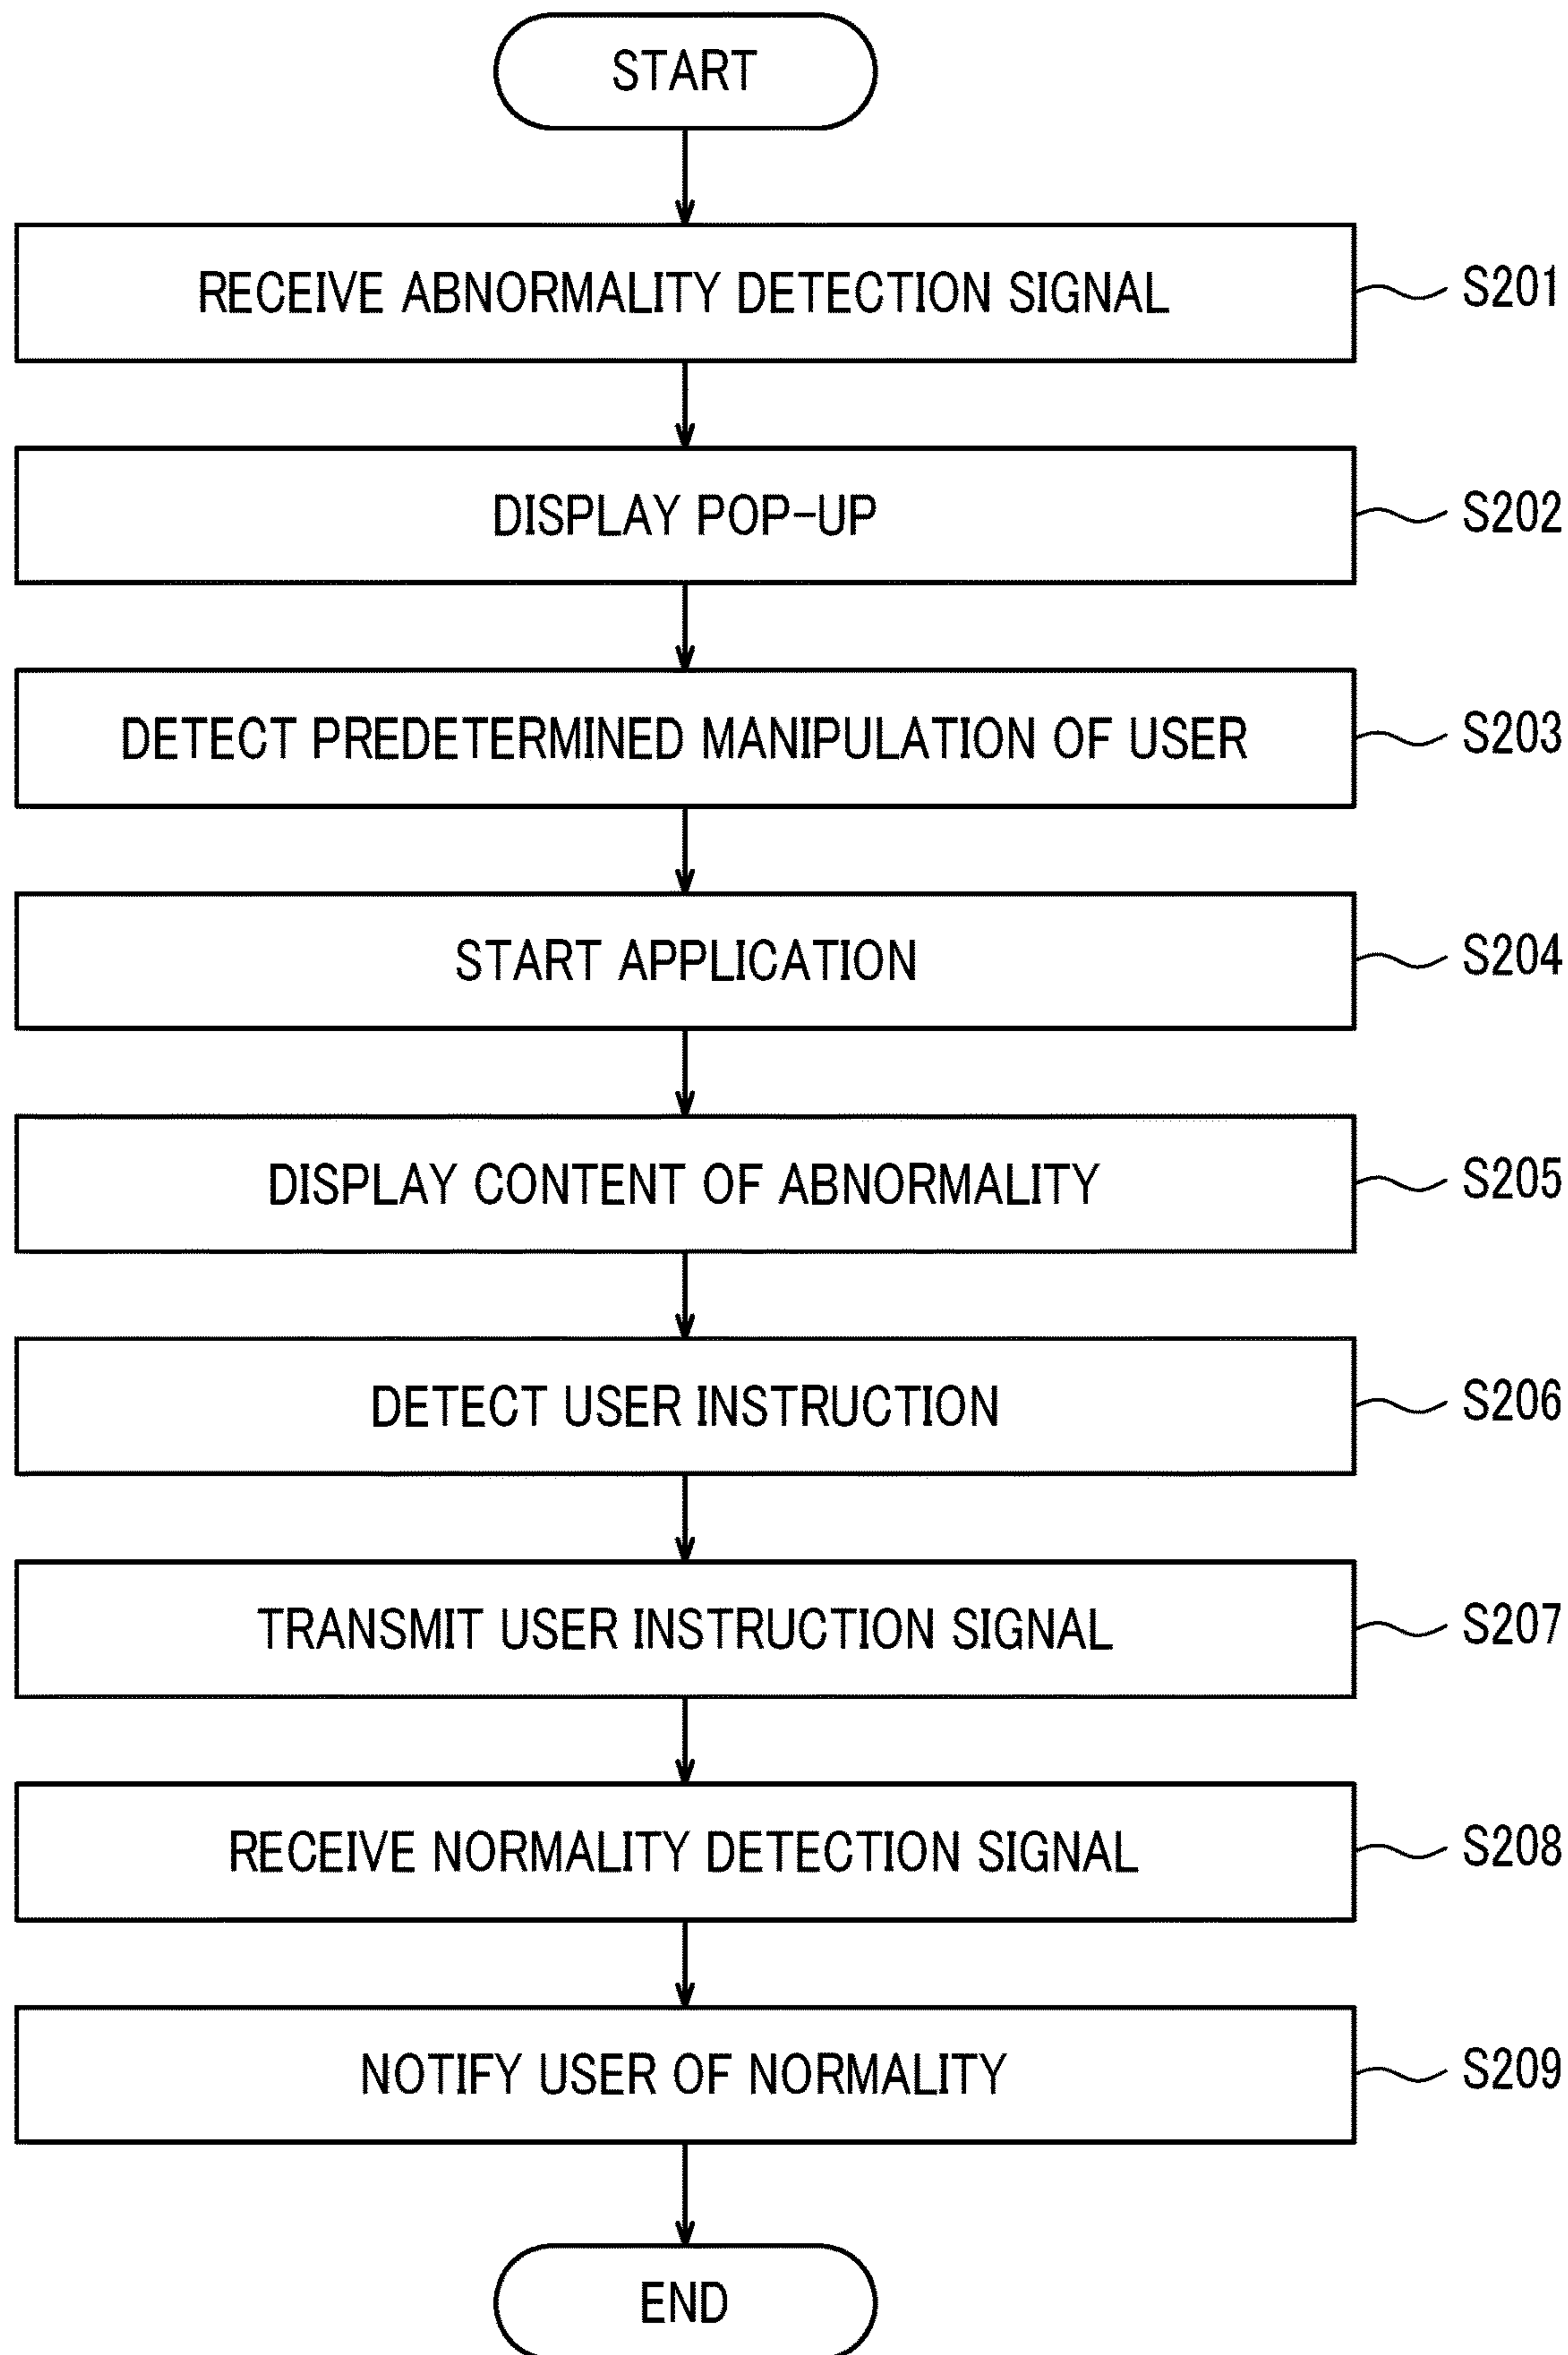 START
RECEIVE ABNORMALITY DETECTION SIGNAL
S201
DISPLAY POP-UP
S202
DETECT PREDETERMINED MANIPULATION OF USER
S203
START APPLICATION
S204
DISPLAY CONTENT OF ABNORMALITY
S205
DETECT USER INSTRUCTION
S206
TRANSMIT USER INSTRUCTION SIGNAL
S207
RECEIVE NORMALITY DETECTION SIGNAL
S208
NOTIFY USER OF NORMALITY
S209
END